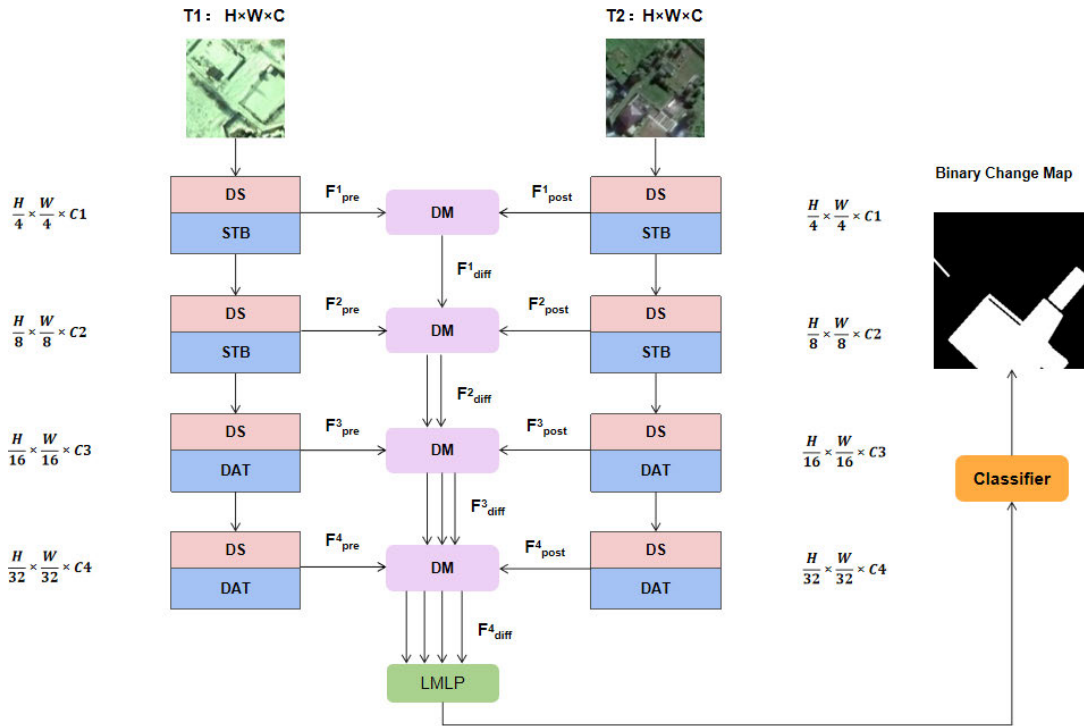 T1： H×W×C
T2：H×W×C
H/4 × W/4 × C1
DS
STB
F¹pre
DM
F¹post
DS
STB
H/4 × W/4 × C1
Binary Change Map
F¹diff
H/8 × W/8 × C2
DS
STB
F²pre
DM
F²post
DS
STB
H/8 × W/8 × C2
F²diff
H/16 × W/16 × C3
DS
DAT
F³pre
DM
F³post
DS
DAT
H/16 × W/16 × C3
Classifier
F³diff
H/32 × W/32 × C4
DS
DAT
F⁴pre
DM
F⁴post
DS
DAT
H/32 × W/32 × C4
F⁴diff
LMLP